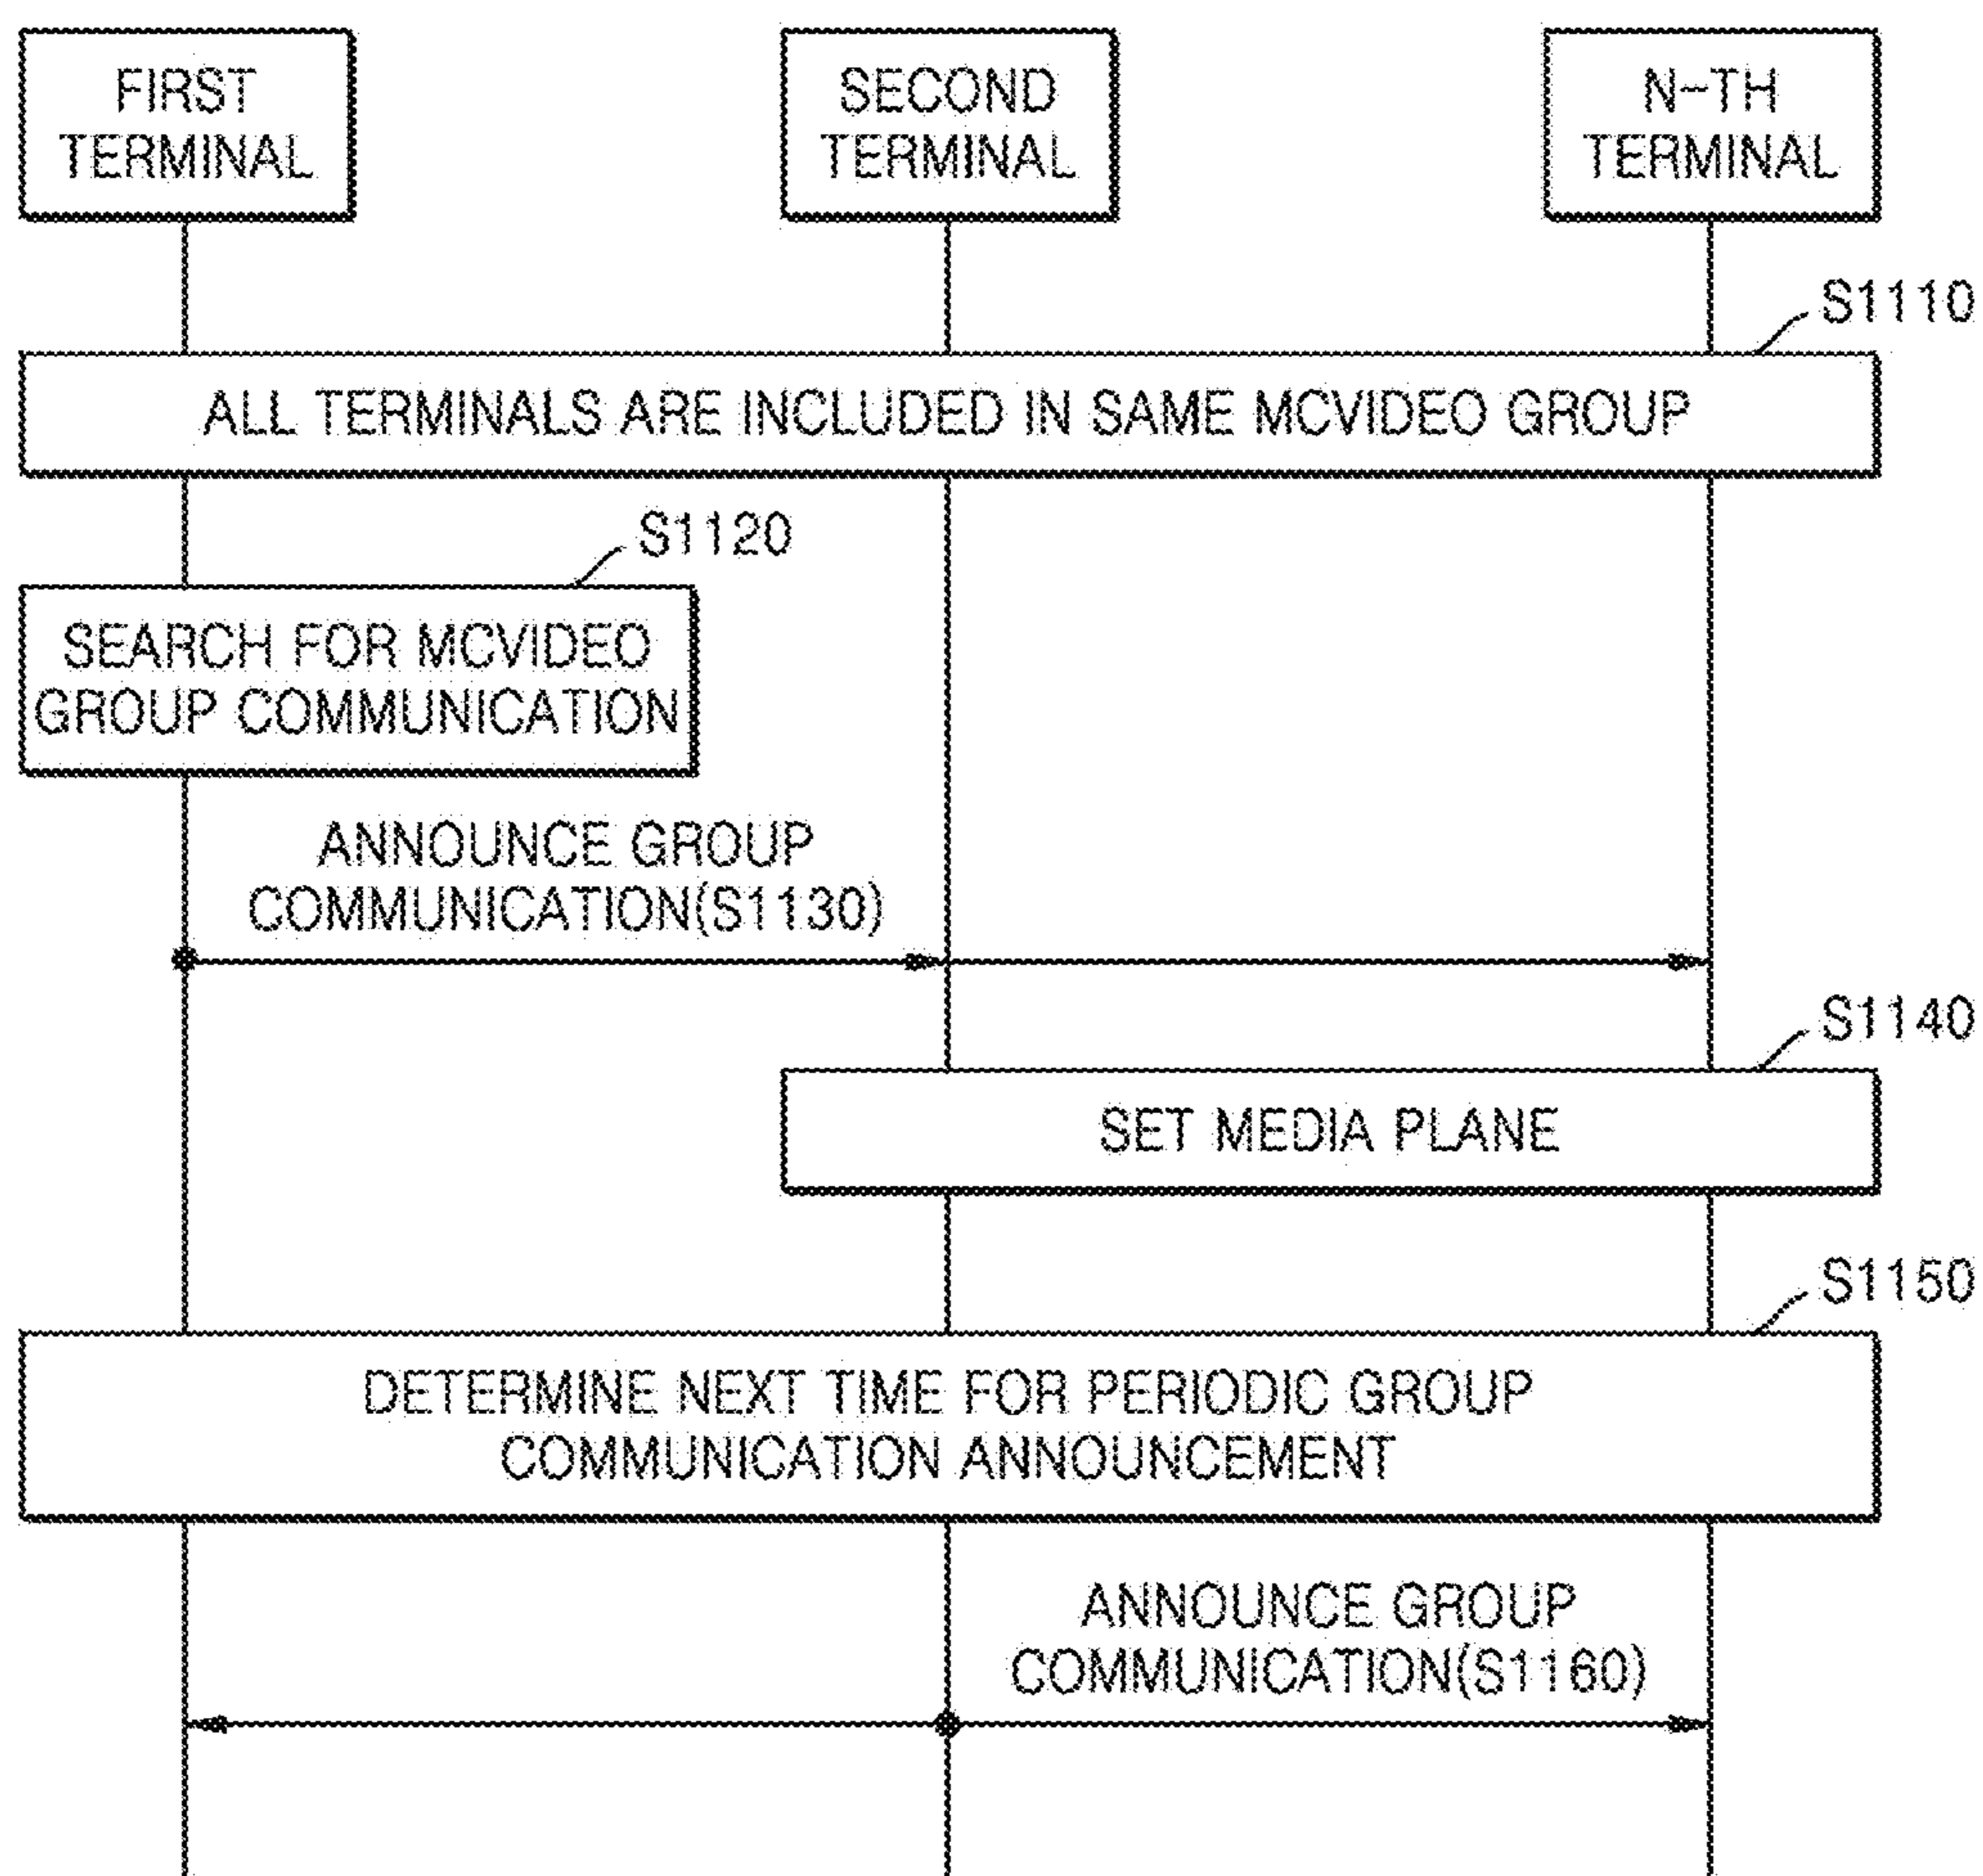 FIRST
TERMINAL
SECOND
TERMINAL
N-TH
TERMINAL
S1110
ALL TERMINALS ARE INCLUDED IN SAME MCVIDEO GROUP
S1120
SEARCH FOR MCVIDEO
GROUP COMMUNICATION
ANNOUNCE GROUP
COMMUNICATION(S1130)
S1140
SET MEDIA PLANE
S1150
DETERMINE NEXT TIME FOR PERIODIC GROUP
COMMUNICATION ANNOUNCEMENT
ANNOUNCE GROUP
COMMUNICATION(S1160)